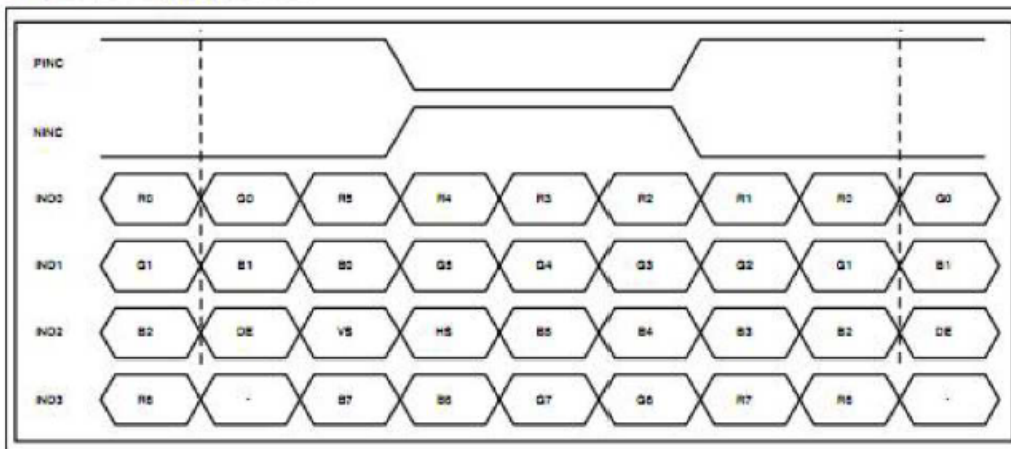 PINC
NINC
IND0 R0 G0 R5 R4 R3 R2 R1 R0 G0
IND1 G1 B1 B0 G5 G4 G3 G2 G1 B1
IND2 B2 DE VS HS B5 B4 B3 B2 DE
IND3 R6 - B7 B6 G7 G6 R7 R6 -